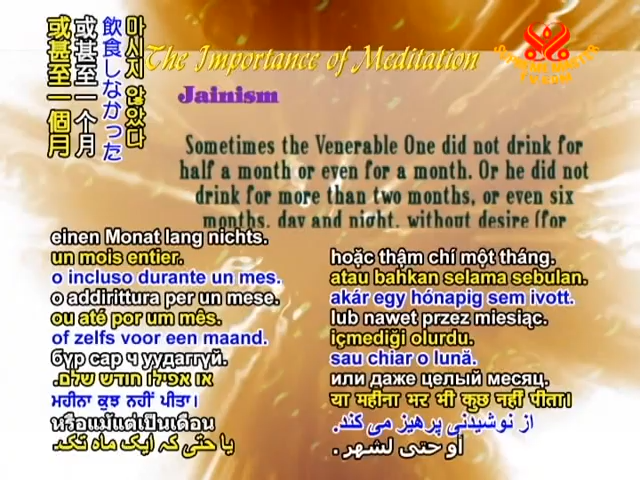 The Importance of Meditation
SUPREME MASTER
TV.COM
Jainism
마시지 않았다
飲食しなかった
或甚至一个月
或甚至一個月
Sometimes the Venerable One did not drink for
half a month or even for a month. Or he did not
drink for more than two months, or even six
months, day and night, without desire (for
einen Monat lang nichts.
un mois entier.
o incluso durante un mes.
o addirittura per un mese.
ou até por um mês.
of zelfs voor een maand.
бүр сар ч уудаггүй.
או אפילו חודש שלם.
ਮਹੀਨਾ ਕੁਝ ਨਹੀਂ ਪੀਤਾ।
หรือแม้แต่เป็นเดือน
یا حتی کہ ایک ماہ تک.
hoặc thậm chí một tháng.
atau bahkan selama sebulan.
akár egy hónapig sem ivott.
lub nawet przez miesiąc.
içmediği olurdu.
sau chiar o lună.
или даже целый месяц.
या महीना भर भी कुछ नहीं पीता।
از نوشیدنی پرهیز می کند.
أو حتى لشهر.